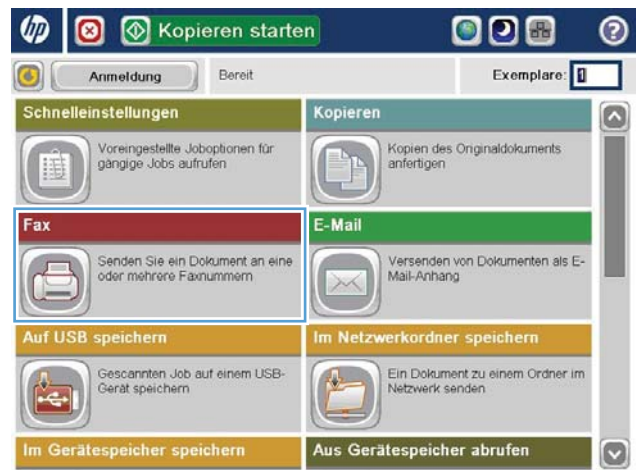 hp
Kopieren starten
?
Anmeldung
Bereit
Exemplare: 1
Schnelleinstellungen
Voreingestellte Joboptionen für
gängige Jobs aufrufen
Kopieren
Kopien des Originaldokuments
anfertigen
Fax
Senden Sie ein Dokument an eine
oder mehrere Faxnummern
E-Mail
Versenden von Dokumenten als E-
Mail-Anhang
Auf USB speichern
Gescannten Job auf einem USB-
Gerät speichern
Im Netzwerkordner speichern
Ein Dokument zu einem Ordner im
Netzwerk senden
Im Gerätespeicher speichern
Aus Gerätespeicher abrufen